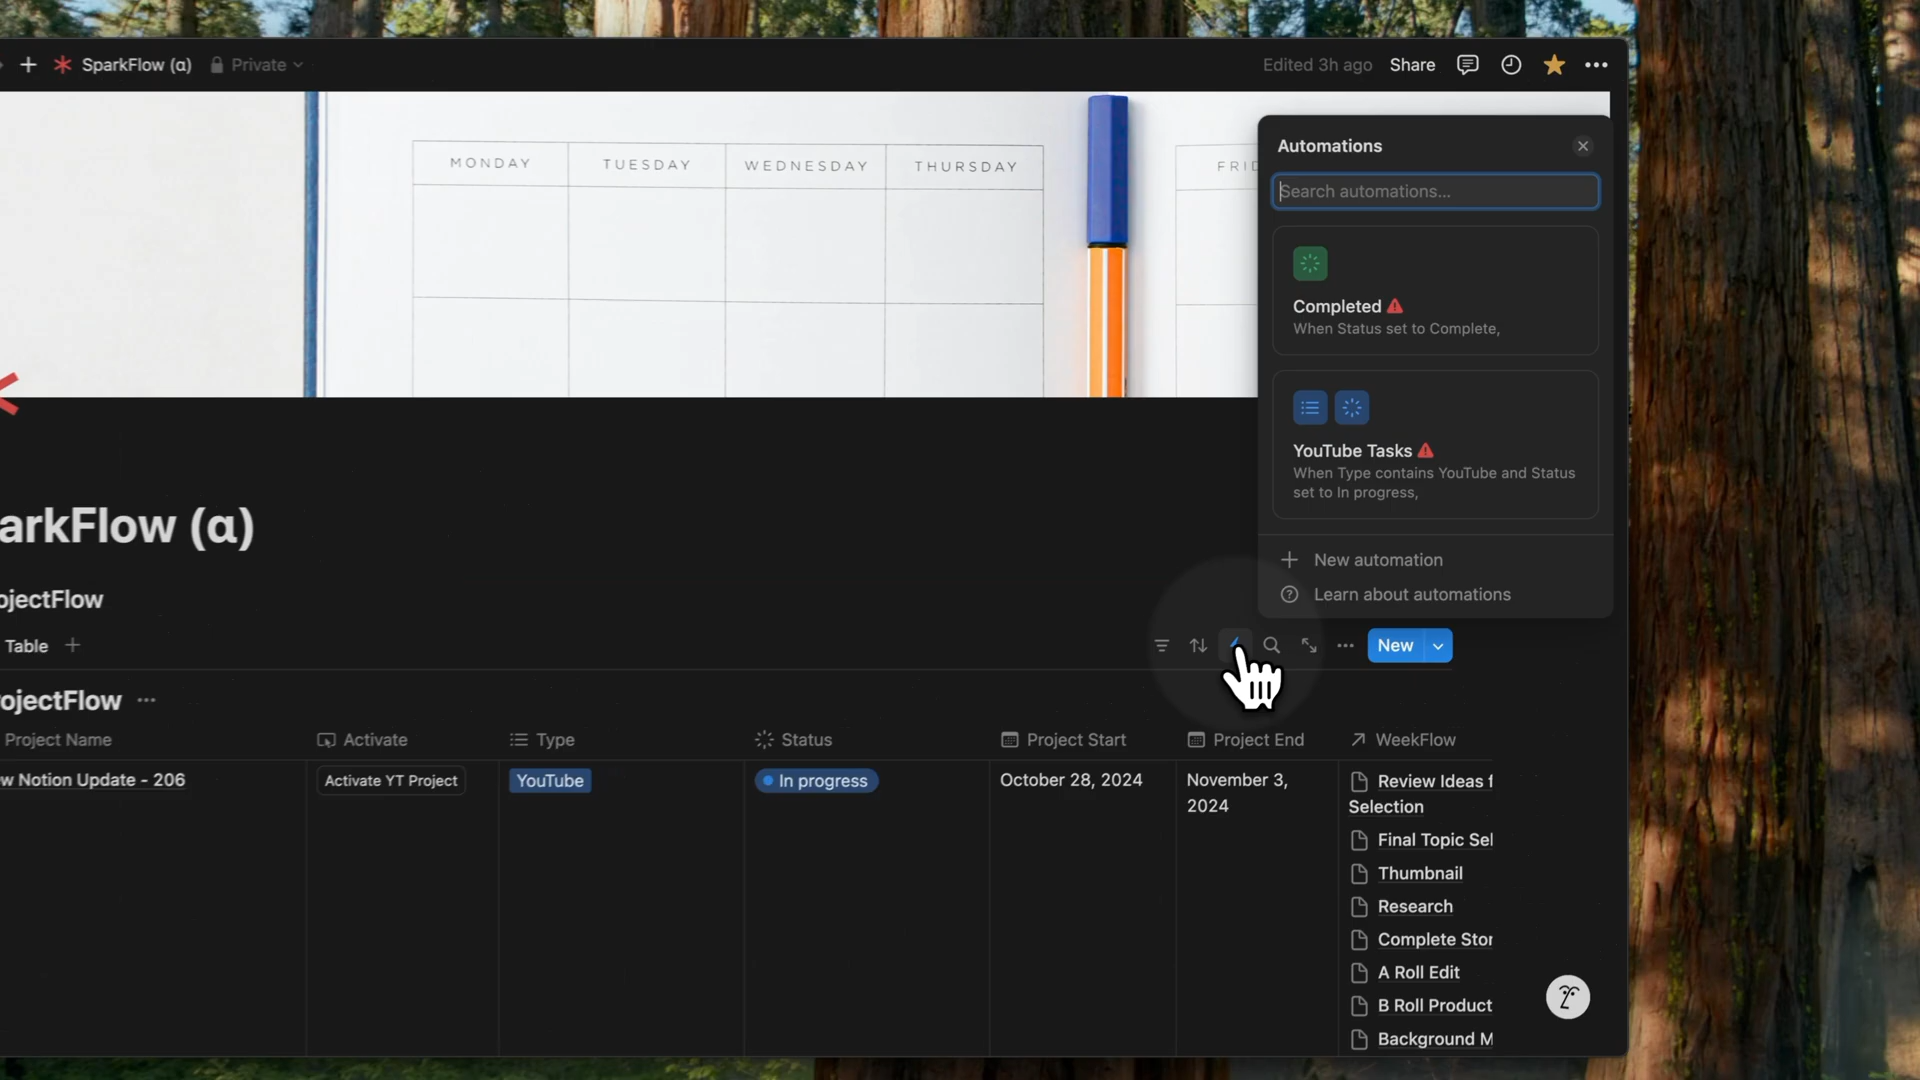 SparkFlow (α) Private
Edited 3h ago Share
MONDAY TUESDAY WEDNESDAY THURSDAY FRID
Automations
Search automations...
Completed
When Status set to Complete,
YouTube Tasks
When Type contains YouTube and Status
set to In progress,
New automation
Learn about automations
arkFlow (α)
ojectFlow
Table
New
ojectFlow
Project Name Activate Type Status Project Start Project End WeekFlow
w Notion Update - 206 Activate YT Project YouTube In progress October 28, 2024 November 3,
2024
Review Ideas f
Selection
Final Topic Sel
Thumbnail
Research
Complete Stor
A Roll Edit
B Roll Product
Background M